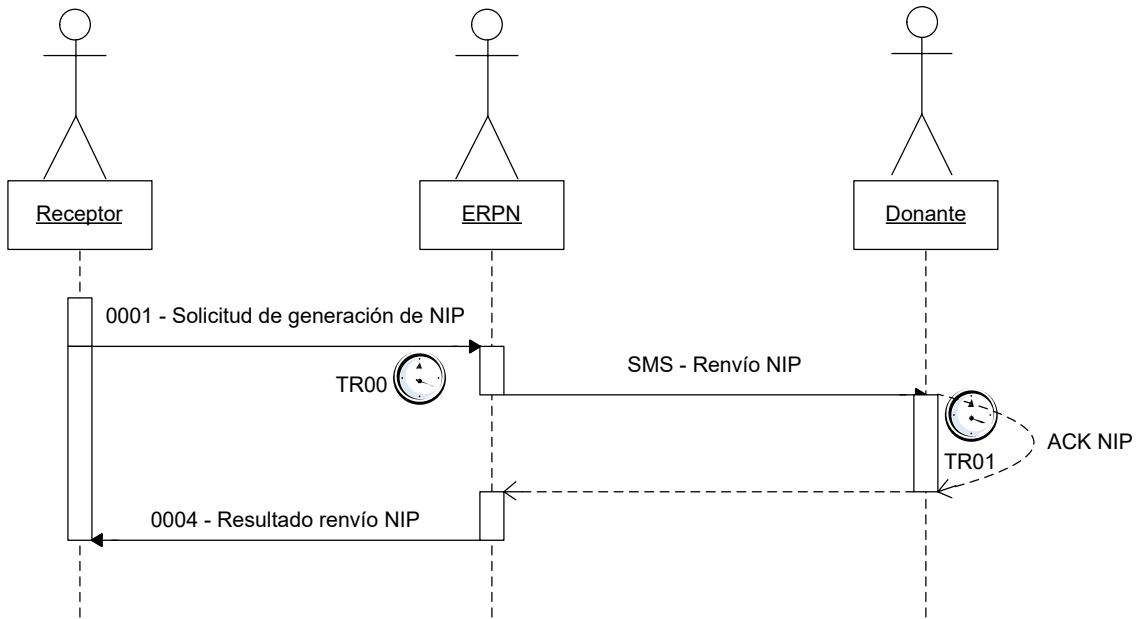 Receptor
ERPN
Donante
0001 - Solicitud de generación de NIP
SMS - Renvío NIP
TR00
ACK NIP
TR01
0004 - Resultado renvío NIP